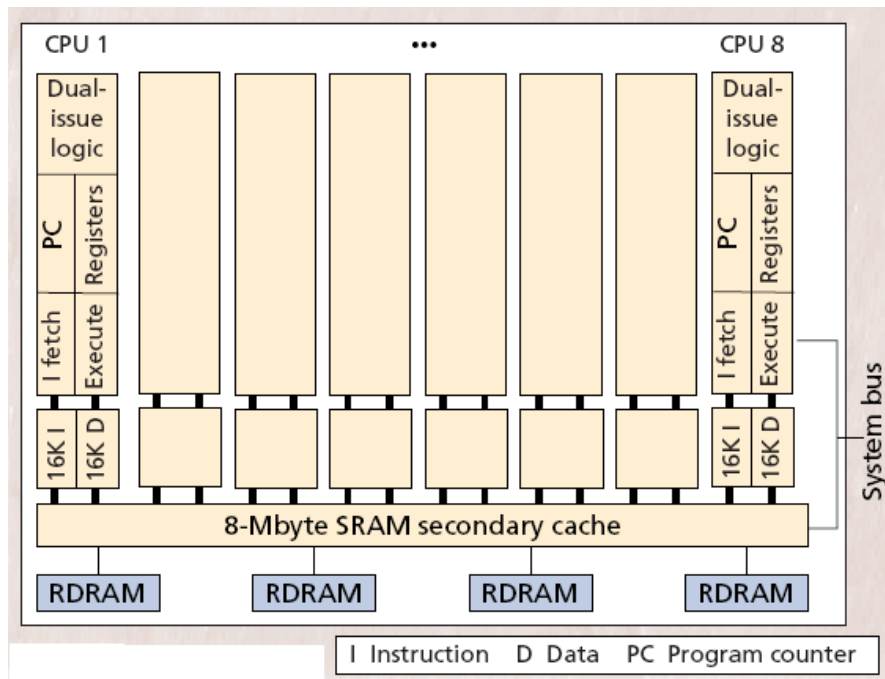 CPU 1
•••
CPU 8
Dual-
issue
logic
Dual-
issue
logic
PC
Registers
PC
Registers
I fetch
Execute
I fetch
Execute
16K I
16K D
16K I
16K D
System bus
8-Mbyte SRAM secondary cache
RDRAM
RDRAM
RDRAM
RDRAM
I Instruction D Data PC Program counter